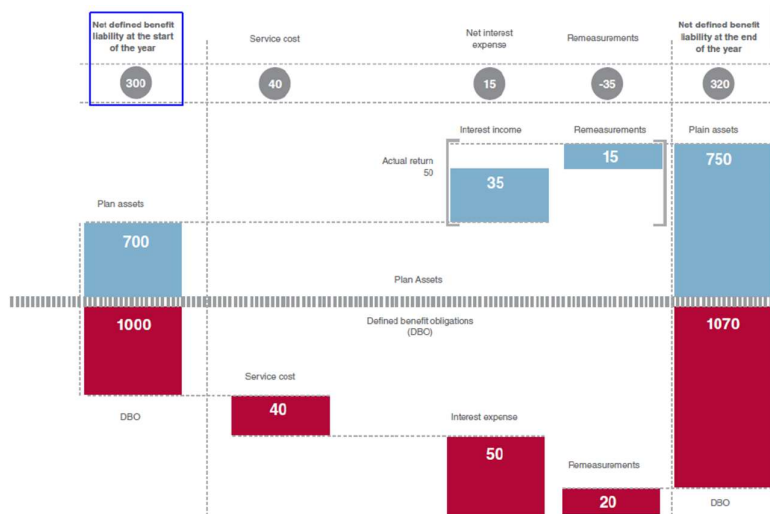 Net defined benefit
liability at the start
of the year
Service cost
Net interest
expense
Remeasurements
Net defined benefit
liability at the end
of the year
300
40
15
-35
320
Interest income
Remeasurements
Plain assets
Actual return
50
35
15
750
Plan assets
700
Plan Assets
1000
Defined benefit obligations
(DBO)
1070
Service cost
40
DBO
Interest expense
50
Remeasurements
20
DBO